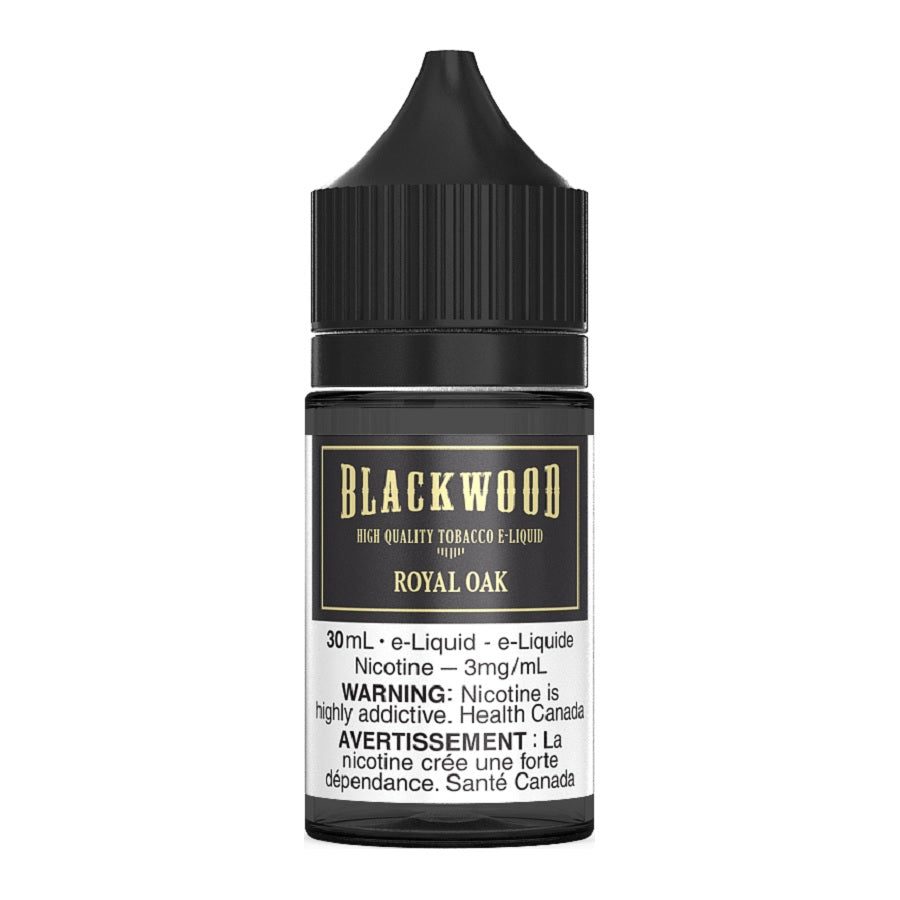 BLACKWOOD
HIGH QUALITY TOBACCO E-LIQUID
ROYAL OAK
30mL • e-Liquid - e-Liquide
Nicotine — 3mg/mL
WARNING: Nicotine is
highly addictive. Health Canada
AVERTISSEMENT : La
nicotine crée une forte
dépendance. Santé Canada